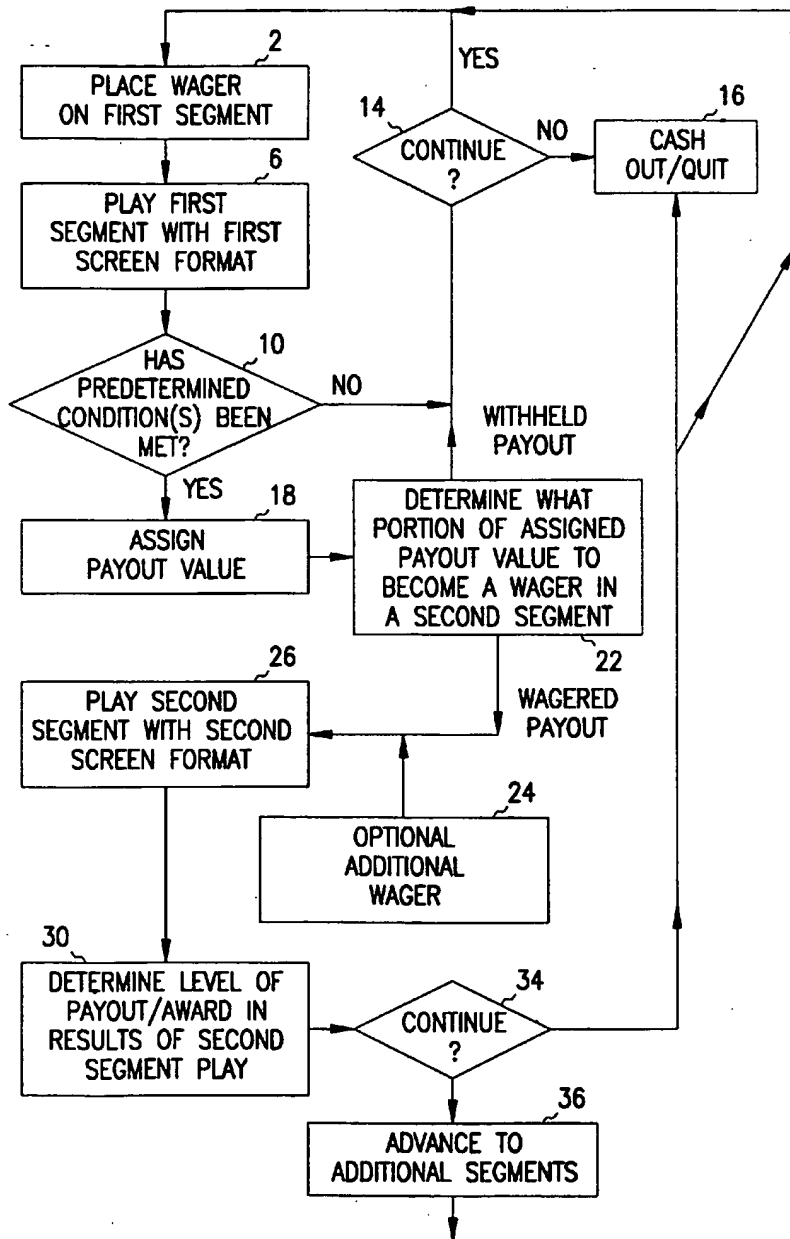 2
PLACE WAGER
ON FIRST SEGMENT
6
PLAY FIRST
SEGMENT WITH FIRST
SCREEN FORMAT
10
HAS
PREDETERMINED
CONDITION(S) BEEN
MET?
NO
YES
14
CONTINUE
?
YES
NO
16
CASH
OUT/QUIT
18
ASSIGN
PAYOUT VALUE
WITHHELD
PAYOUT
DETERMINE WHAT
PORTION OF ASSIGNED
PAYOUT VALUE TO
BECOME A WAGER IN
A SECOND SEGMENT
22
WAGERED
PAYOUT
26
PLAY SECOND
SEGMENT WITH SECOND
SCREEN FORMAT
24
OPTIONAL
ADDITIONAL
WAGER
30
DETERMINE LEVEL OF
PAYOUT/AWARD IN
RESULTS OF SECOND
SEGMENT PLAY
34
CONTINUE
?
36
ADVANCE TO
ADDITIONAL SEGMENTS